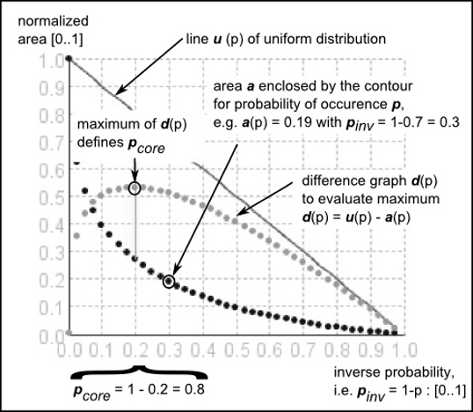 normalized
area [0..1]
line u (p) of uniform distribution
area a enclosed by the contour
for probability of occurence p,
e.g. a(p) = 0.19 with pinv = 1-0.7 = 0.3
maximum of d(p)
defines pcore
difference graph d(p)
to evaluate maximum
d(p) = u(p) - a(p)
1.0
0.9
0.8
0.7
0.6
0.5
0.4
0.3
0.2
0.1
0.0
0.0 0.1 0.2 0.3 0.4 0.5 0.6 0.7 0.8 0.9 1.0
pcore = 1 - 0.2 = 0.8
inverse probability,
i.e. pinv = 1-p : [0..1]